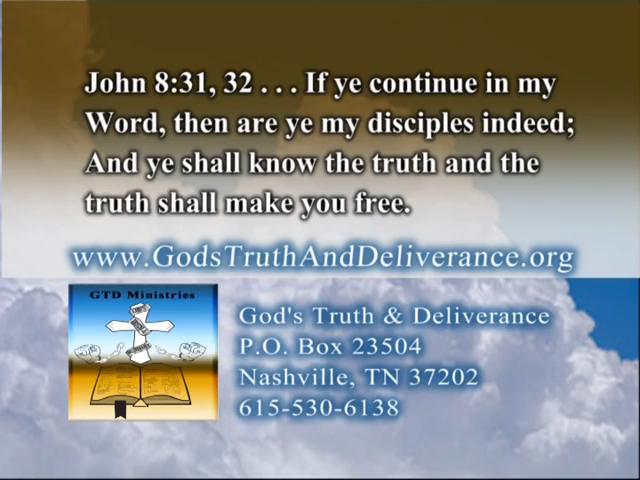 John 8:31, 32 . . . If ye continue in my
Word, then are ye my disciples indeed;
And ye shall know the truth and the
truth shall make you free.
www.GodsTruthAndDeliverance.org
GTD Ministries
God's Truth & Deliverance
P.O. Box 23504
Nashville, TN 37202
615-530-6138